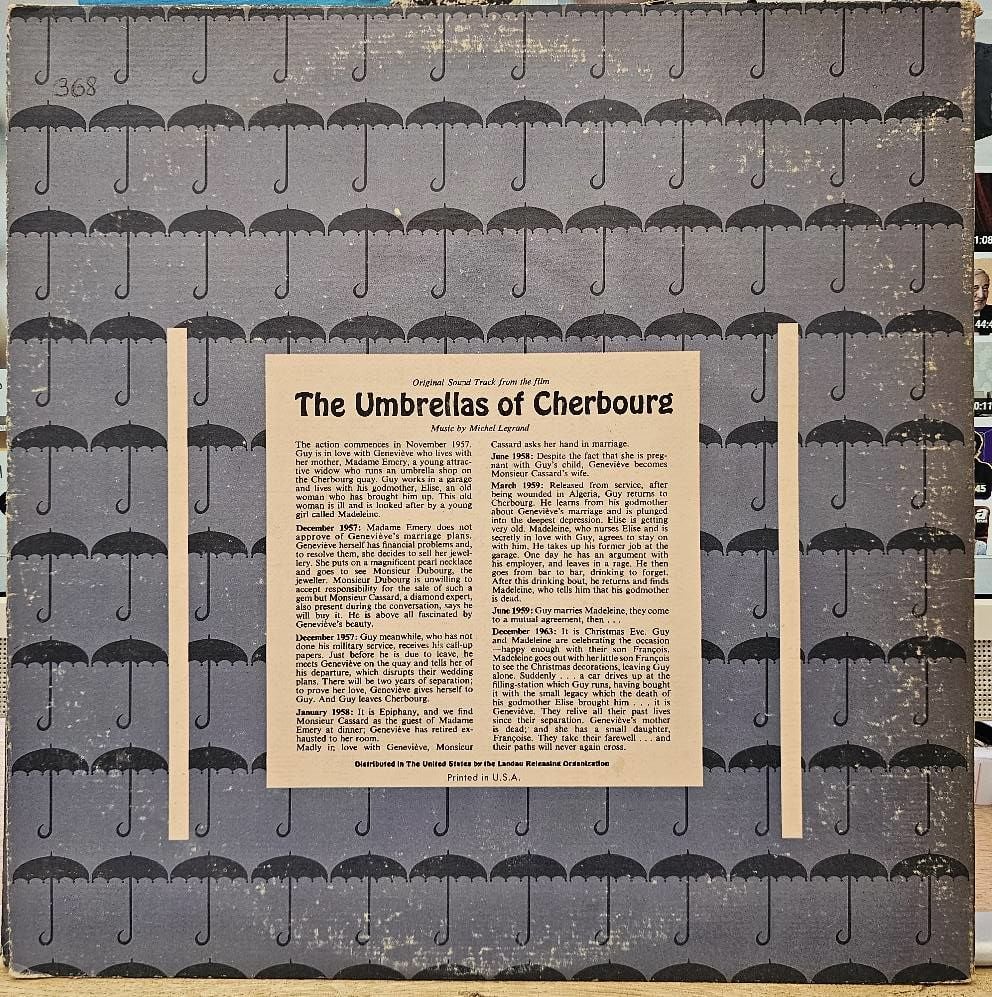 368
Original Sound Track from the film
The Umbrellas of Cherbourg
Music by Michel Legrand
The action commences in November 1957.
Guy is in love with Geneviève who lives with
her mother, Madame Emery, a young attrac-
tive widow who runs an umbrella shop on
the Cherbourg quay. Guy works in a garage
and lives with his godmother, Elise, an old
woman who has brought him up. This old
woman is ill and is looked after by a young
girl called Madeleine.
December 1957: Madame Emery does not
approve of Geneviève's marriage plans.
Geneviève herself has financial problems and,
to resolve them, she decides to sell her jewel-
lery. She puts on a magnificent pearl necklace
and goes to see Monsieur Dubourg, the
jeweller. Monsieur Dubourg is unwilling to
accept responsibility for the sale of such a
gem but Monsieur Cassard, a diamond expert,
also present during the conversation, says he
will buy it. He is above all fascinated by
Geneviève's beauty.
December 1957: Guy meanwhile, who has not
done his military service, receives his call-up
papers. Just before he is due to leave, he
meets Geneviève on the quay and tells her of
his departure, which disrupts their wedding
plans. There will be two years of separation;
to prove her love, Geneviève gives herself to
Guy. And Guy leaves Cherbourg.
January 1958: It is Epiphany, and we find
Monsieur Cassard as the guest of Madame
Emery at dinner; Geneviève has retired ex-
hausted to her room.
Madly in love with Geneviève, Monsieur
Cassard asks her hand in marriage.
June 1958: Despite the fact that she is preg-
nant with Guy's child, Geneviève becomes
Monsieur Cassard's wife.
March 1959: Released from service, after
being wounded in Algeria, Guy returns to
Cherbourg. He learns from his godmother
about Geneviève's marriage and is plunged
into the deepest depression. Elise is getting
very old. Madeleine, who nurses Elise and is
secretly in love with Guy, agrees to stay on
with him. He takes up his former job at the
garage. One day he has an argument with
his employer, and leaves in a rage. He then
goes from bar to bar, drinking to forget.
After this drinking bout, he returns and finds
Madeleine, who tells him that his godmother
is dead.
June 1959: Guy marries Madeleine, they come
to a mutual agreement, then . . .
December 1963: It is Christmas Eve. Guy
and Madeleine are celebrating the occasion
—happy enough with their son François.
Madeleine goes out with her little son François
to see the Christmas decorations, leaving Guy
alone. Suddenly . . . a car drives up at the
filling-station which Guy runs, having bought
it with the small legacy which the death of
his godmother Elise brought him . . . it is
Geneviève. They relive all their past lives
since their separation. Geneviève's mother
is dead; and she has a small daughter,
Françoise. They take their farewell . . . and
their paths will never again cross.
Distributed in The United States by the Landau Releasing Organization
Printed in U.S.A.